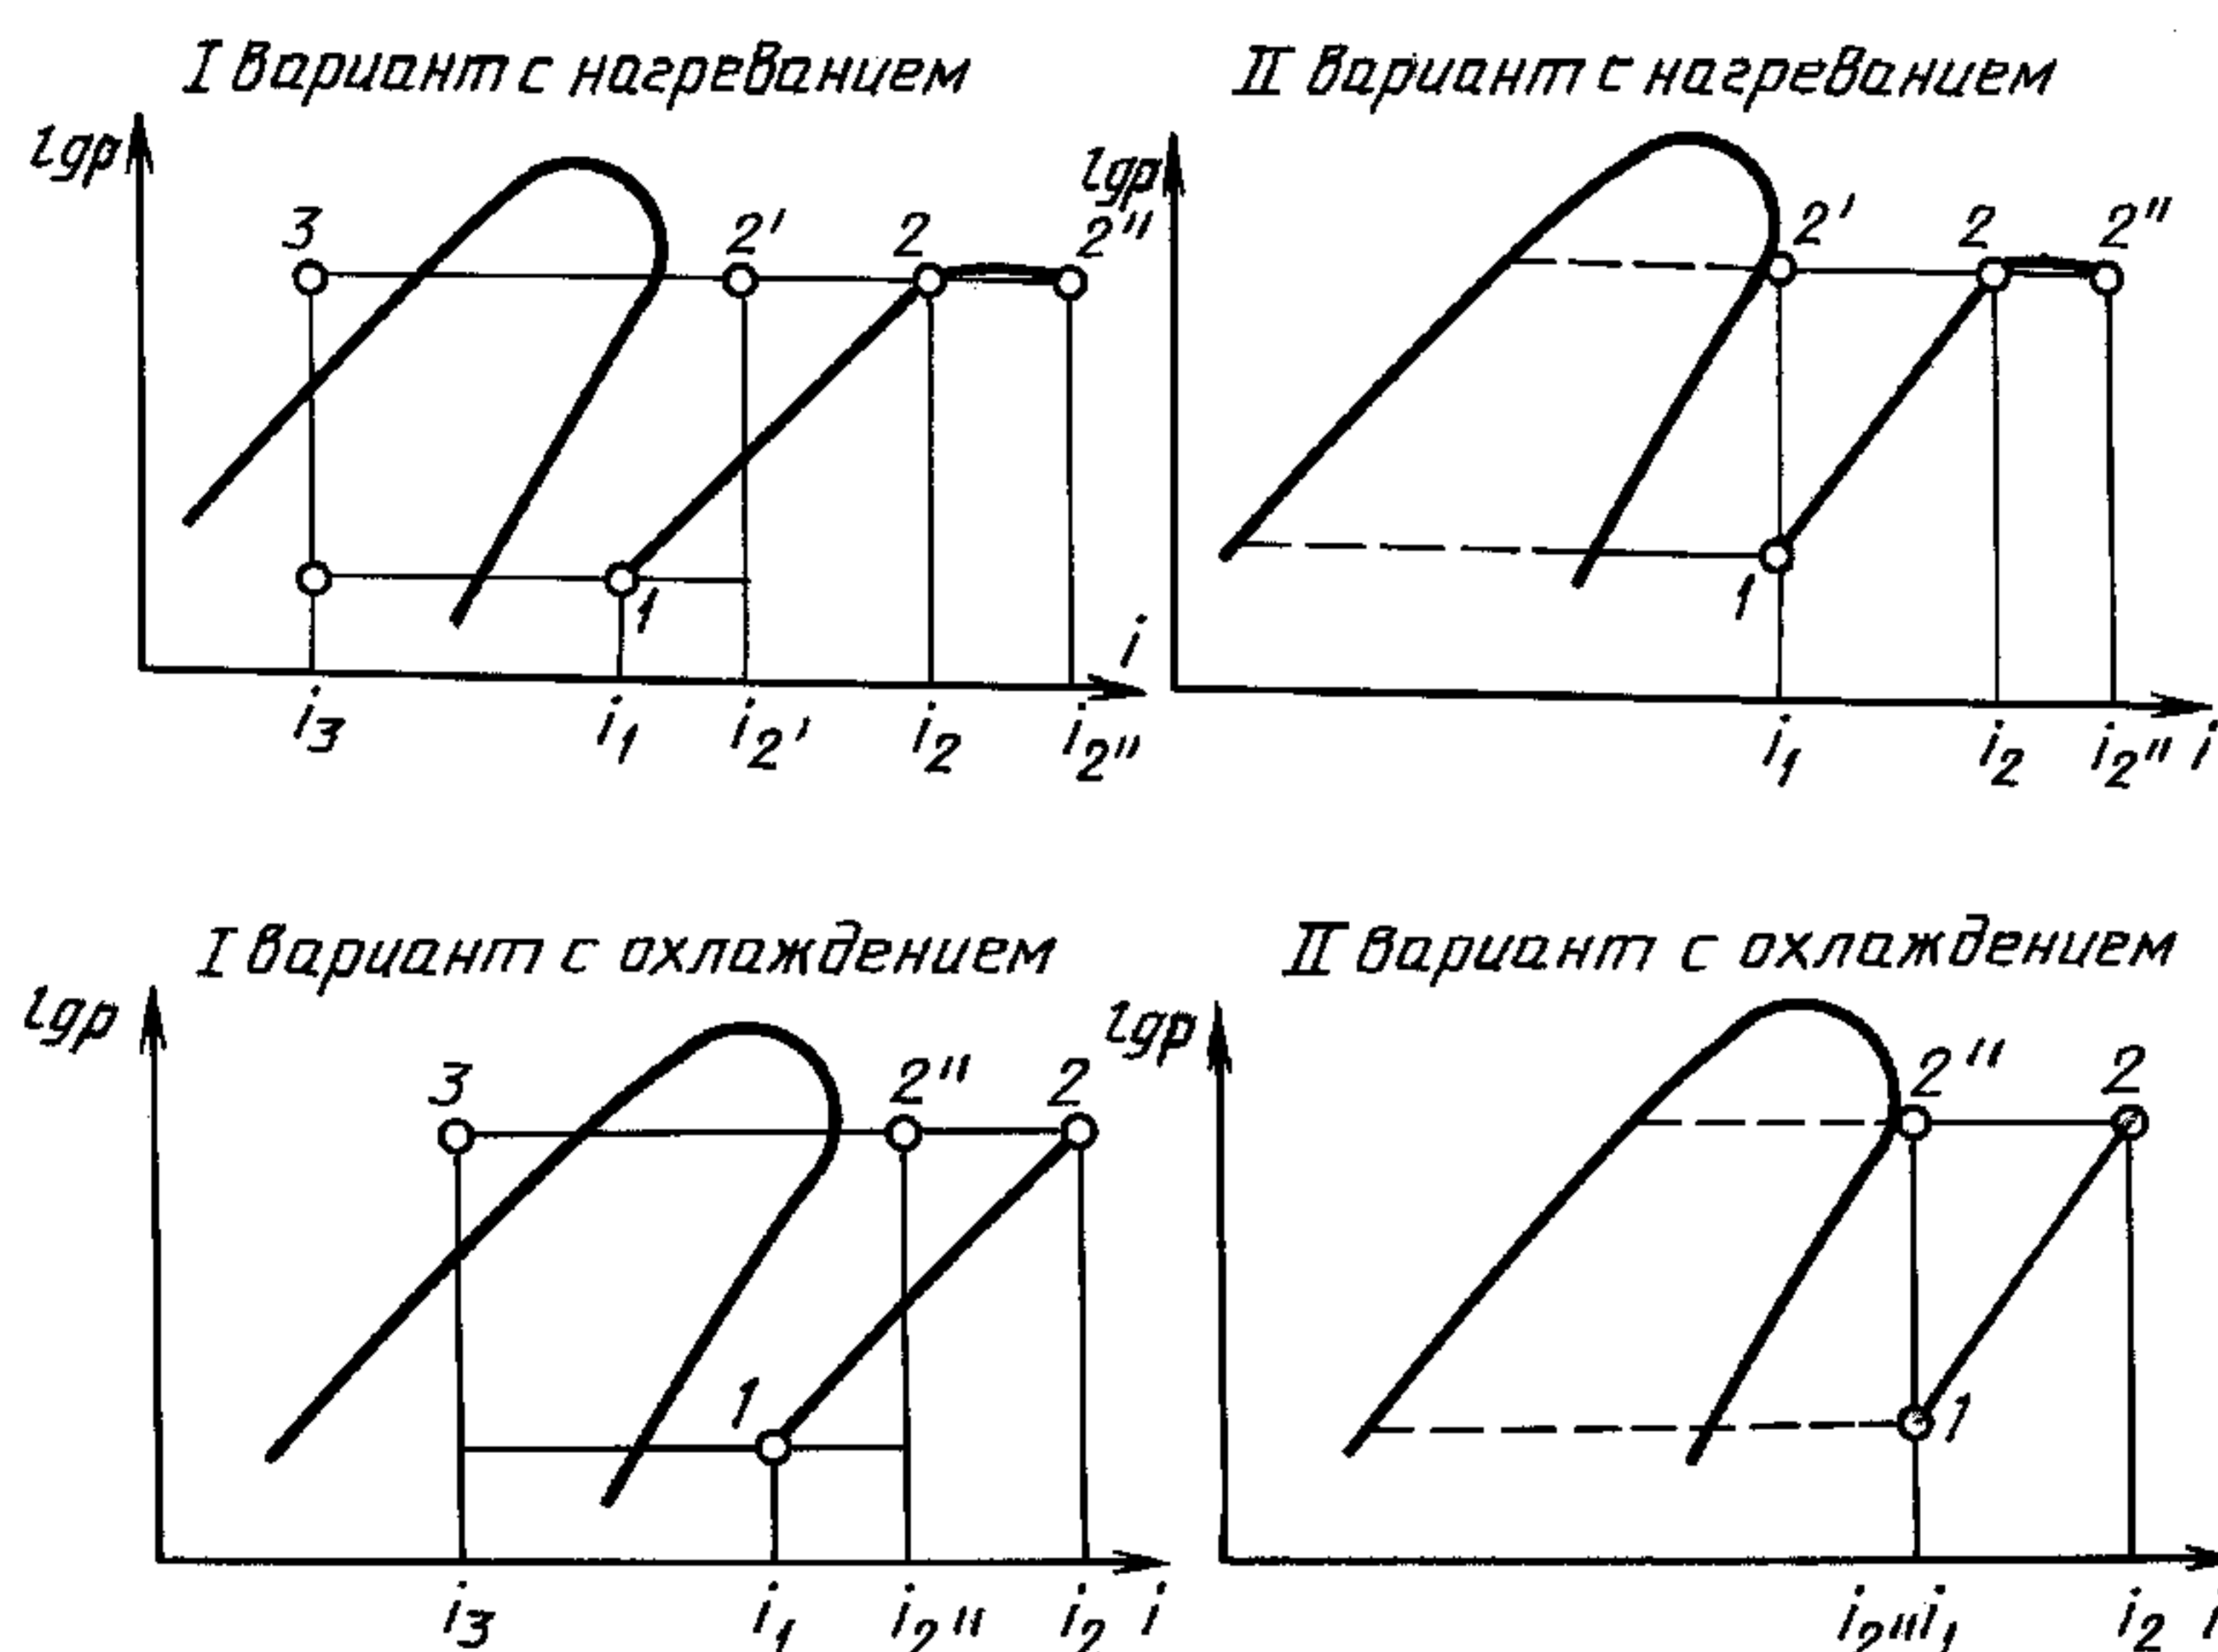 I вариант с нагреванием
lgp
3
2'
2
2"
1
i
i3
i1
i2'
i2
i2"
II вариант с нагреванием
lgp
2'
2
2"
1
i1
i2
i2"
i
I вариант с охлаждением
lgp
3
2"
2
1
i3
i1
i2"
i2
i
II вариант с охлаждением
lgp
2"
2
1
i2"
i1
i2
i